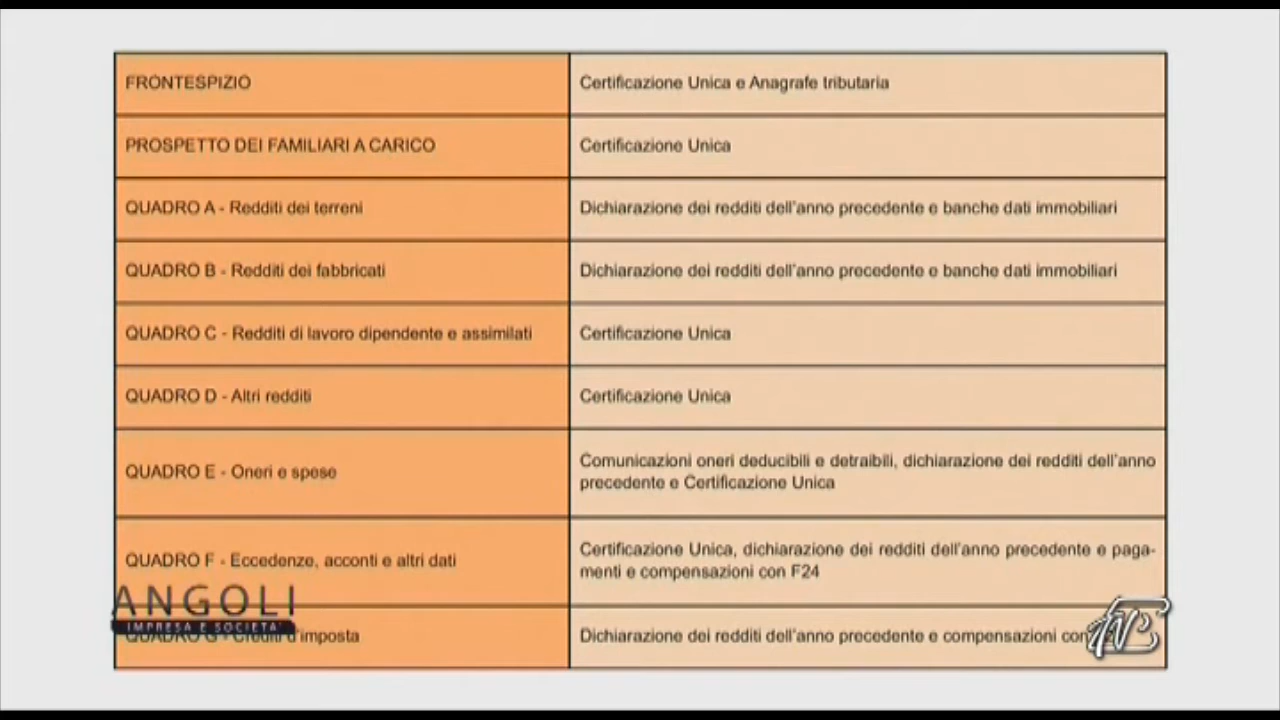 FRONTESPIZIO
Certificazione Unica e Anagrafe tributaria
PROSPETTO DEI FAMILIARI A CARICO
Certificazione Unica
QUADRO A - Redditi dei terreni
Dichiarazione dei redditi dell'anno precedente e banche dati immobiliari
QUADRO B - Redditi dei fabbricati
Dichiarazione dei redditi dell'anno precedente e banche dati immobiliari
QUADRO C - Redditi di lavoro dipendente e assimilati
Certificazione Unica
QUADRO D - Altri redditi
Certificazione Unica
QUADRO E - Oneri e spese
Comunicazioni oneri deducibili e detraibili, dichiarazione dei redditi dell'anno
precedente e Certificazione Unica
QUADRO F - Eccedenze, acconti e altri dati
Certificazione Unica, dichiarazione dei redditi dell'anno precedente e paga-
menti e compensazioni con F24
ANGOLI
IMPRESA E SOCIETA'
QUADRO G - Crediti d'imposta
Dichiarazione dei redditi dell'anno precedente e compensazioni con